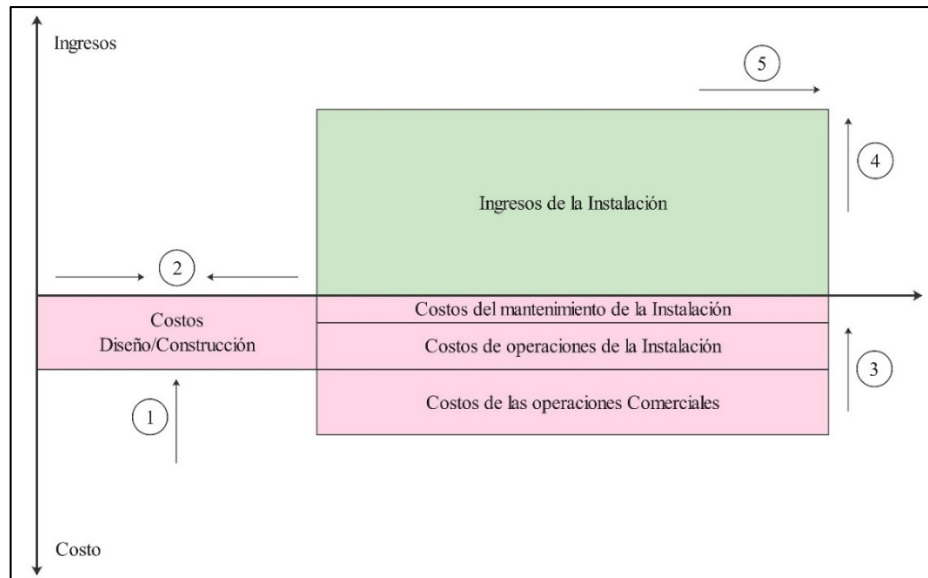 Ingresos
5
4
Ingresos de la Instalación
2
Costos
Diseño/Construcción
Costos del mantenimiento de la Instalación
Costos de operaciones de la Instalación
3
Costos de las operaciones Comerciales
1
Costo